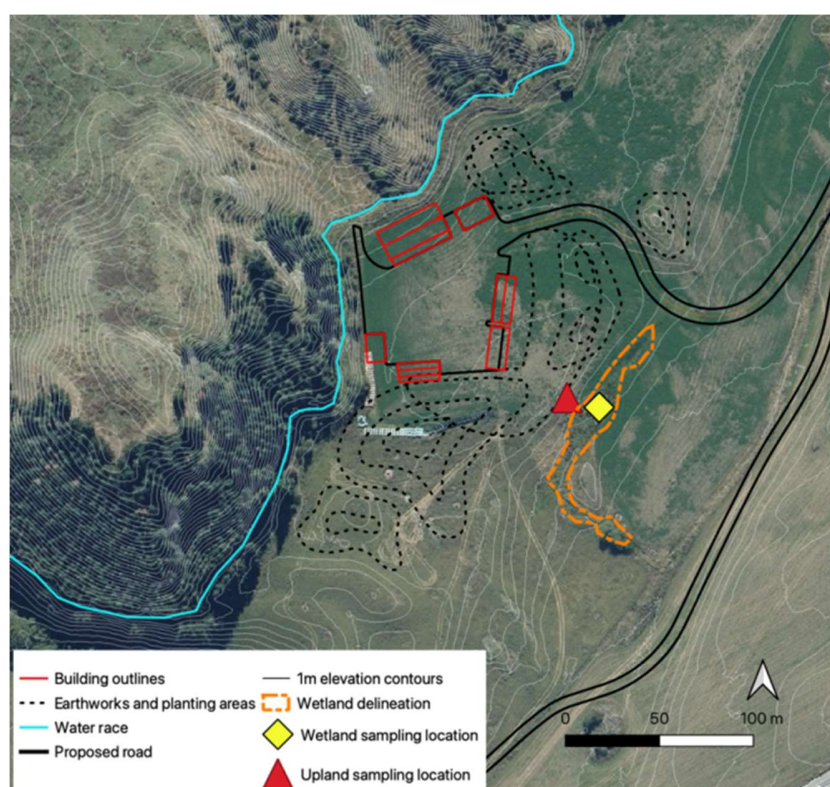 Building outlines
Earthworks and planting areas
Water race
Proposed road
1m elevation contours
Wetland delineation
Wetland sampling location
Upland sampling location
0 50 100 m